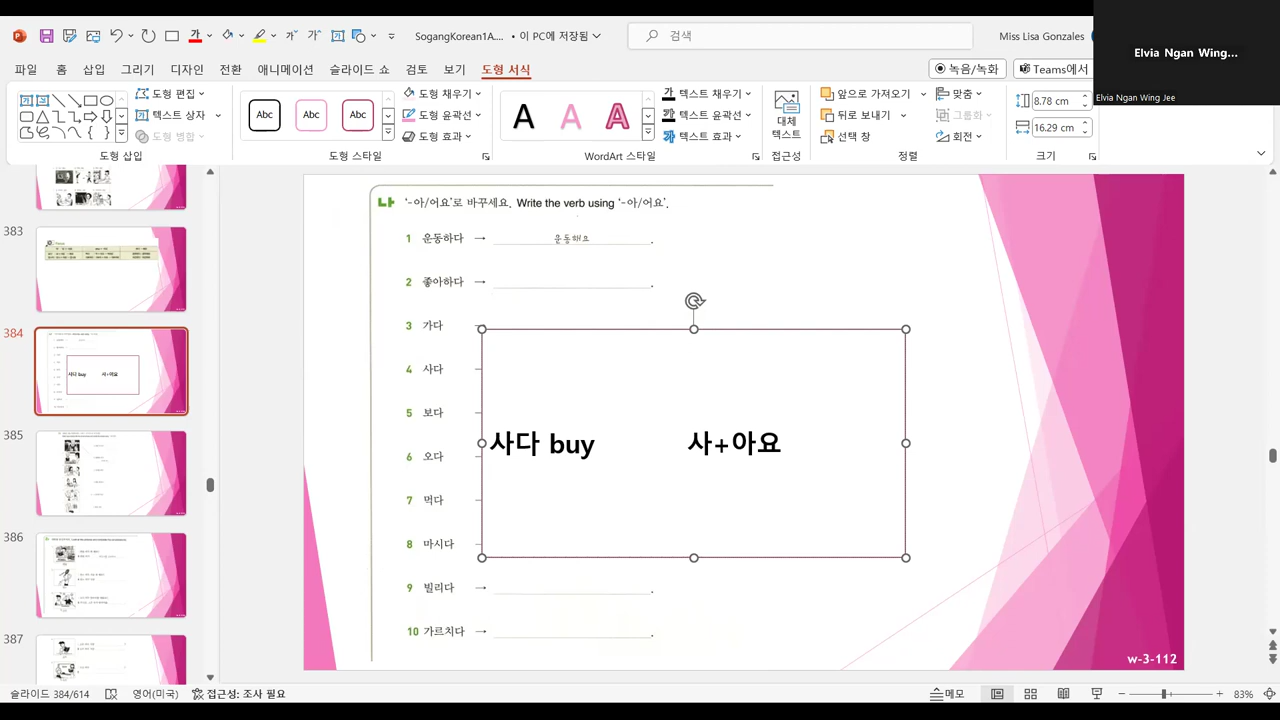 SogangKorean1A.... • 이 PC에 저장됨
검색
Miss Lisa Gonzales
Elvia Ngan Wing...
Elvia Ngan Wing Jee
파일 홈 삽입 그리기 디자인 전환 애니메이션 슬라이드 쇼 검토 보기 도형 서식
녹음/녹화
Teams에서
도형 편집
텍스트 상자
도형 병합
도형 삽입
Abc Abc Abc
도형 채우기
도형 윤곽선
도형 효과
도형 스타일
A A A
텍스트 채우기
텍스트 윤곽선
텍스트 효과
WordArt 스타일
대체 텍스트
접근성
앞으로 가져오기
뒤로 보내기
선택 창
맞춤
그룹화
회전
정렬
8.78 cm
16.29 cm
크기
383
384
사다 buy 사+아요
385
386
387
나 '-아/어요'로 바꾸세요. Write the verb using '-아/어요'.
1 운동하다 → 운동해요 .
2 좋아하다 → .
3 가다
4 사다
5 보다
사다 buy 사+아요
6 오다
7 먹다
8 마시다
9 빌리다 → .
10 가르치다 → .
w-3-112
슬라이드 384/614
영어(미국)
접근성: 조사 필요
메모
83%